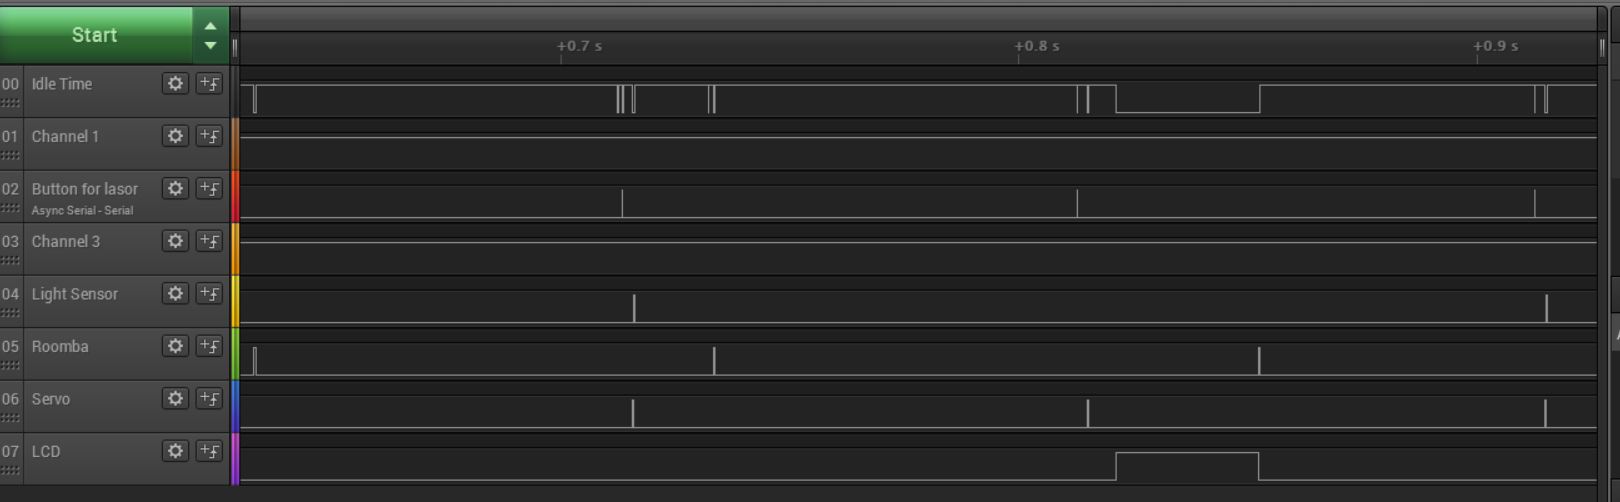 Start
+0.7 s +0.8 s +0.9 s
00 Idle Time
01 Channel 1
02 Button for lasor
Async Serial - Serial
03 Channel 3
04 Light Sensor
05 Roomba
06 Servo
07 LCD